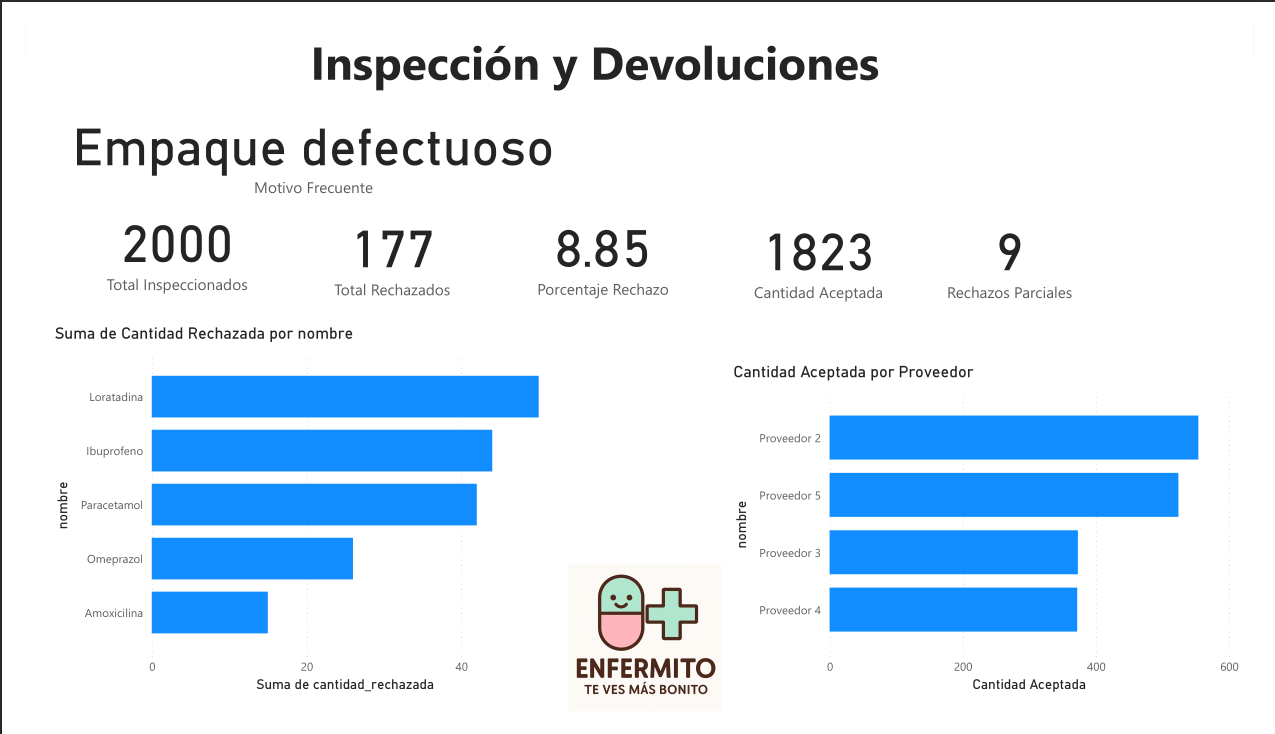 Inspección y Devoluciones
Empaque defectuoso
Motivo Frecuente
2000
Total Inspeccionados
177
Total Rechazados
8.85
Porcentaje Rechazo
1823
Cantidad Aceptada
9
Rechazos Parciales
Suma de Cantidad Rechazada por nombre
nombre
Loratadina
Ibuprofeno
Paracetamol
Omeprazol
Amoxicilina
0 20 40
Suma de cantidad_rechazada
ENFERMITO
TE VES MÁS BONITO
Cantidad Aceptada por Proveedor
nombre
Proveedor 2
Proveedor 5
Proveedor 3
Proveedor 4
0 200 400 600
Cantidad Aceptada